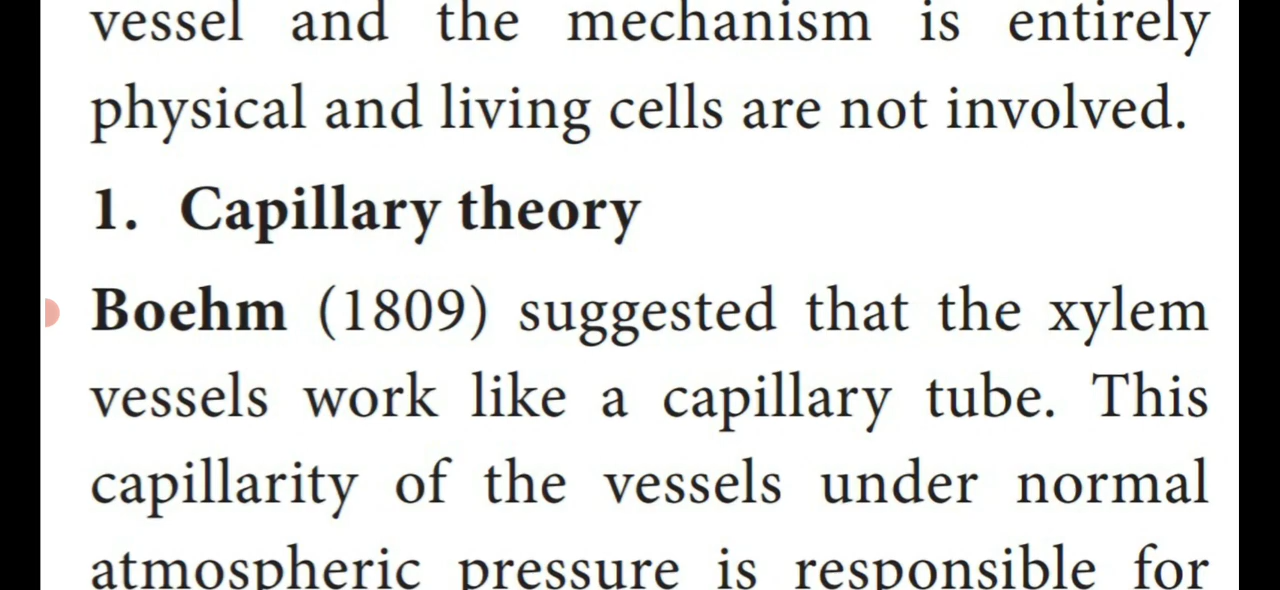 vessel and the mechanism is entirely
physical and living cells are not involved.
1. Capillary theory
Boehm (1809) suggested that the xylem
vessels work like a capillary tube. This
capillarity of the vessels under normal
atmospheric pressure is responsible for